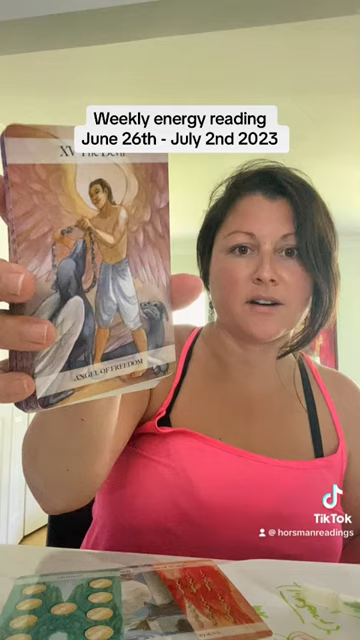 Weekly energy reading
June 26th - July 2nd 2023
XV The Devil
ANGEL OF FREEDOM
TikTok
@horsmanreadings